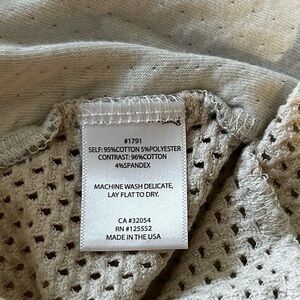 #1791
SELF: 95%COTTON 5%POLYESTER
CONTRAST: 96%COTTON
4%SPANDEX
MACHINE WASH DELICATE,
LAY FLAT TO DRY.
CA #32054
RN #125552
MADE IN THE USA